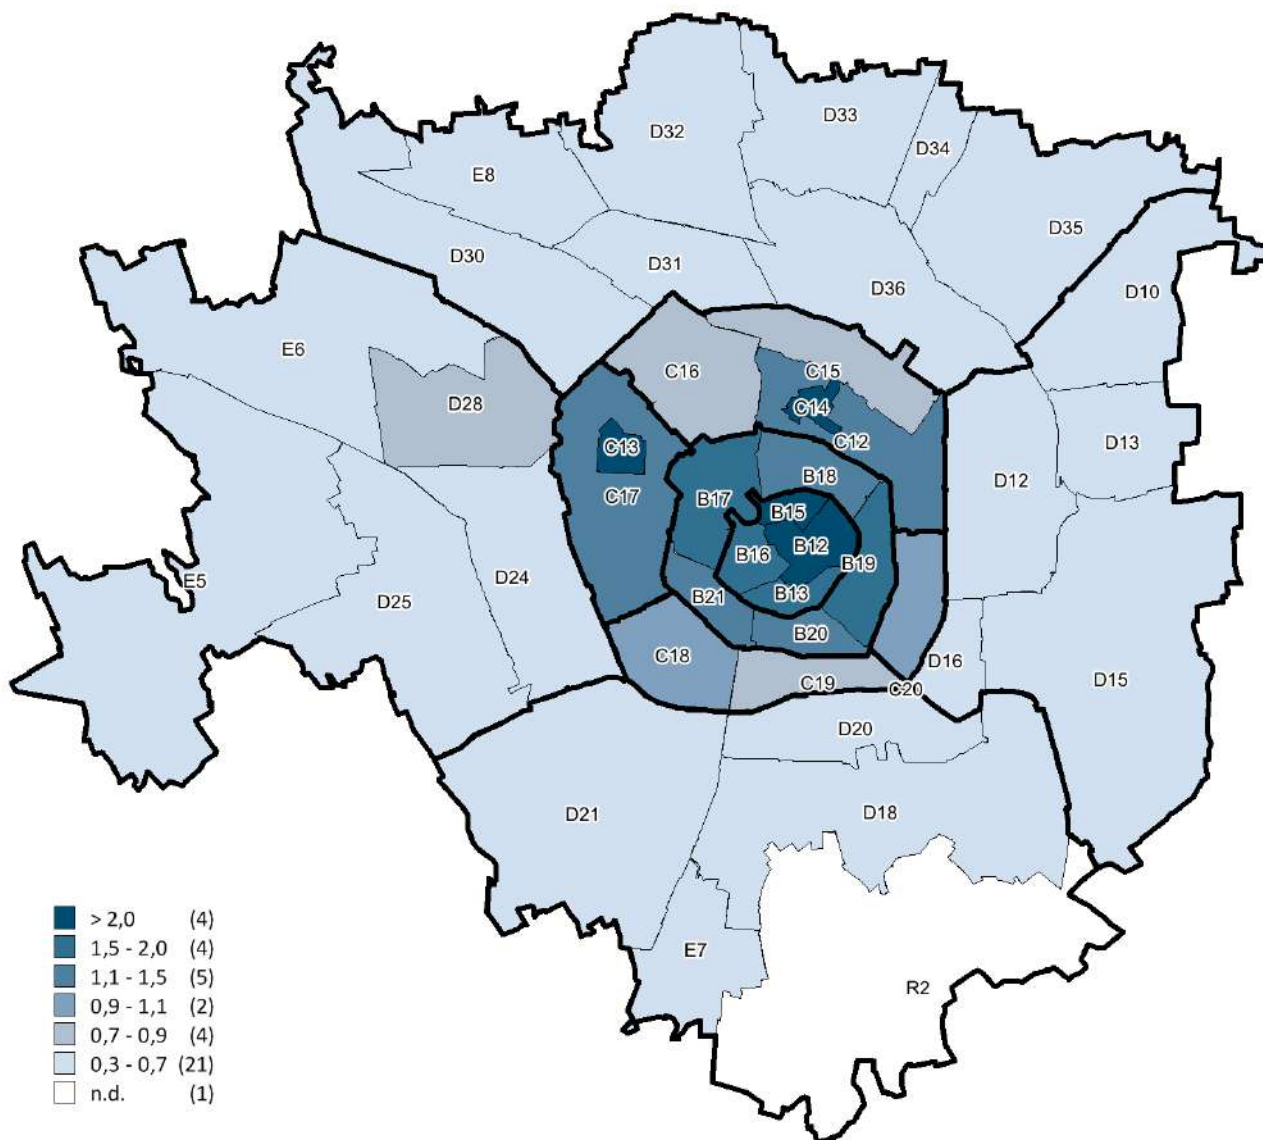 D33
D32
D34
E8
D35
D30
D31
D36
D10
E6
C16
C15
D28
C14
C13
C12
D13
B18
D12
C17
B17
B15
B12
B16
B19
E5
B13
D24
B21
D25
B20
C18
D16
C19
C20
D15
D20
D21
D18
> 2,0 (4)
1,5 - 2,0 (4)
1,1 - 1,5 (5)
0,9 - 1,1 (2)
0,7 - 0,9 (4)
0,3 - 0,7 (21)
n.d. (1)
E7
R2